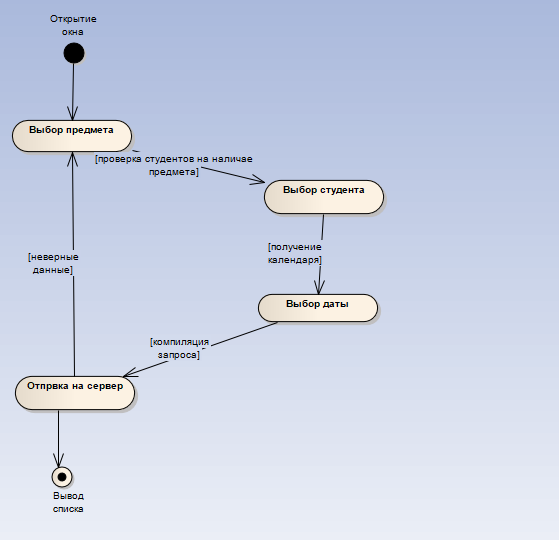 Открытие
окна
Выбор предмета
[проверка студентов на наличае
предмета]
Выбор студента
[получение
календаря]
Выбор даты
[компиляция
запроса]
[неверные
данные]
Отпрвка на сервер
Вывод
списка